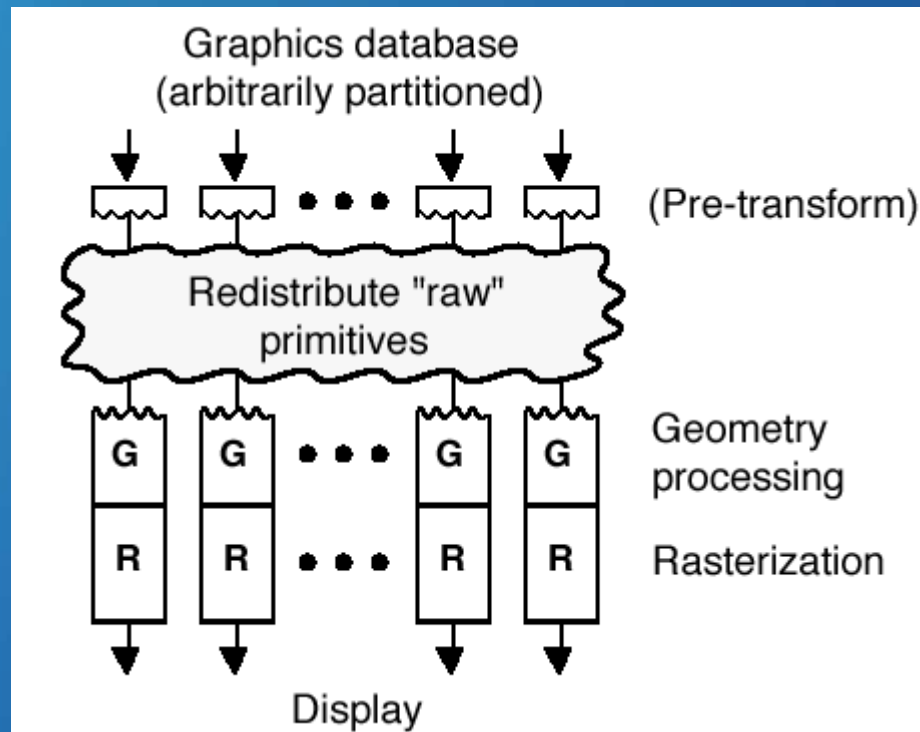 Graphics database
(arbitrarily partitioned)
(Pre-transform)
Redistribute "raw"
primitives
G G G G
Geometry
processing
R R R R
Rasterization
Display